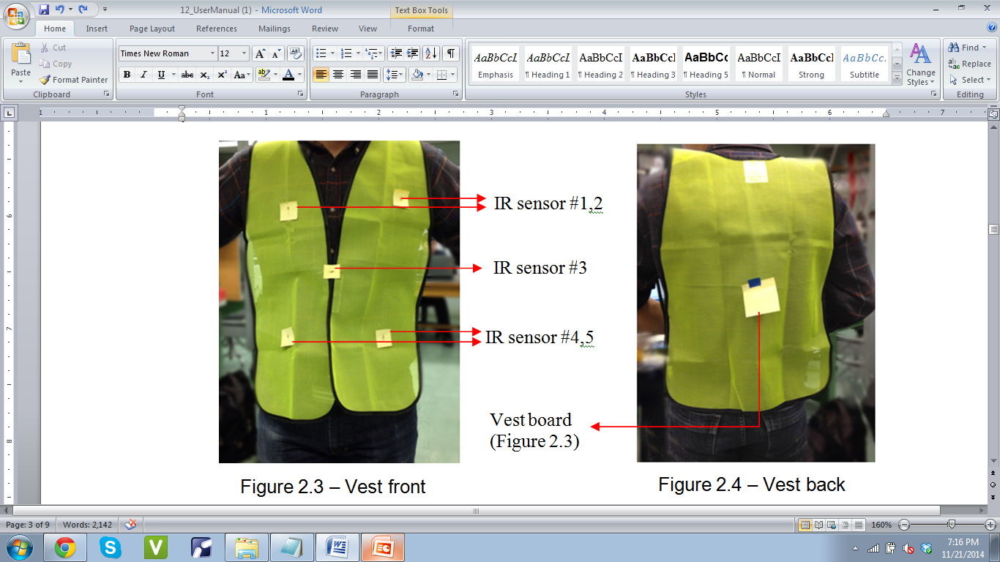 12_UserManual (1) - Microsoft Word
Text Box Tools
Home Insert Page Layout References Mailings Review View Format
Paste
Cut
Copy
Format Painter
Clipboard
Times New Roman 12
Font
Paragraph
AaBbCcI AaBbCcI AaBbCcI AaBbCcI AaBbCc AaBbCcI AaBbCcI AaBbCc.
Emphasis ¶ Heading 1 ¶ Heading 2 ¶ Heading 3 ¶ Heading 5 ¶ Normal Strong Subtitle
Change
Styles
Styles
Find
Replace
Select
Editing
1 1 2 3 4 5 6 7
6
7
8
IR sensor #1,2
IR sensor #3
IR sensor #4,5
Vest board
(Figure 2.3)
Figure 2.3 – Vest front
Figure 2.4 – Vest back
Page: 3 of 9 Words: 2,142
160%
7:16 PM
11/21/2014